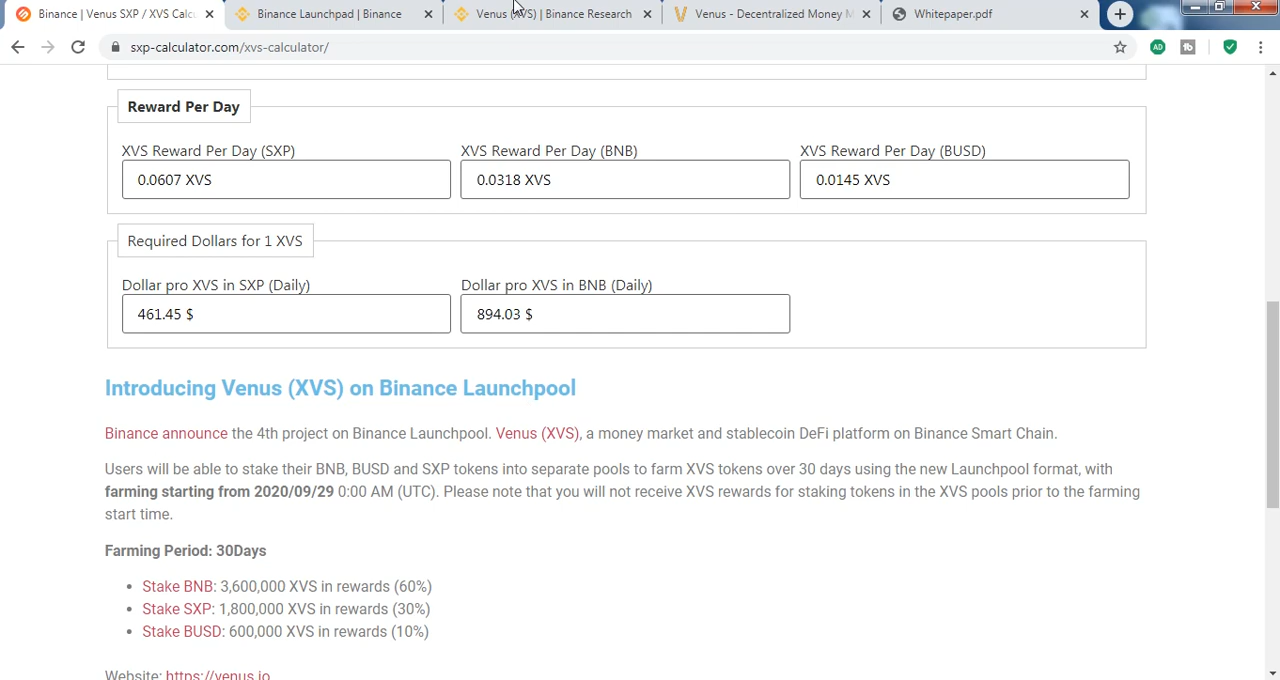 Binance | Venus SXP / XVS Calc
Binance Launchpad | Binance
Venus (XVS) | Binance Research
Venus - Decentralized Money M
Whitepaper.pdf
sxp-calculator.com/xvs-calculator/
Reward Per Day
XVS Reward Per Day (SXP)
XVS Reward Per Day (BNB)
XVS Reward Per Day (BUSD)
0.0607 XVS
0.0318 XVS
0.0145 XVS
Required Dollars for 1 XVS
Dollar pro XVS in SXP (Daily)
Dollar pro XVS in BNB (Daily)
461.45 $
894.03 $
Introducing Venus (XVS) on Binance Launchpool
Binance announce the 4th project on Binance Launchpool. Venus (XVS), a money market and stablecoin DeFi platform on Binance Smart Chain.
Users will be able to stake their BNB, BUSD and SXP tokens into separate pools to farm XVS tokens over 30 days using the new Launchpool format, with
farming starting from 2020/09/29 0:00 AM (UTC). Please note that you will not receive XVS rewards for staking tokens in the XVS pools prior to the farming
start time.
Farming Period: 30Days
• Stake BNB: 3,600,000 XVS in rewards (60%)
• Stake SXP: 1,800,000 XVS in rewards (30%)
• Stake BUSD: 600,000 XVS in rewards (10%)
Website: https://venus.io